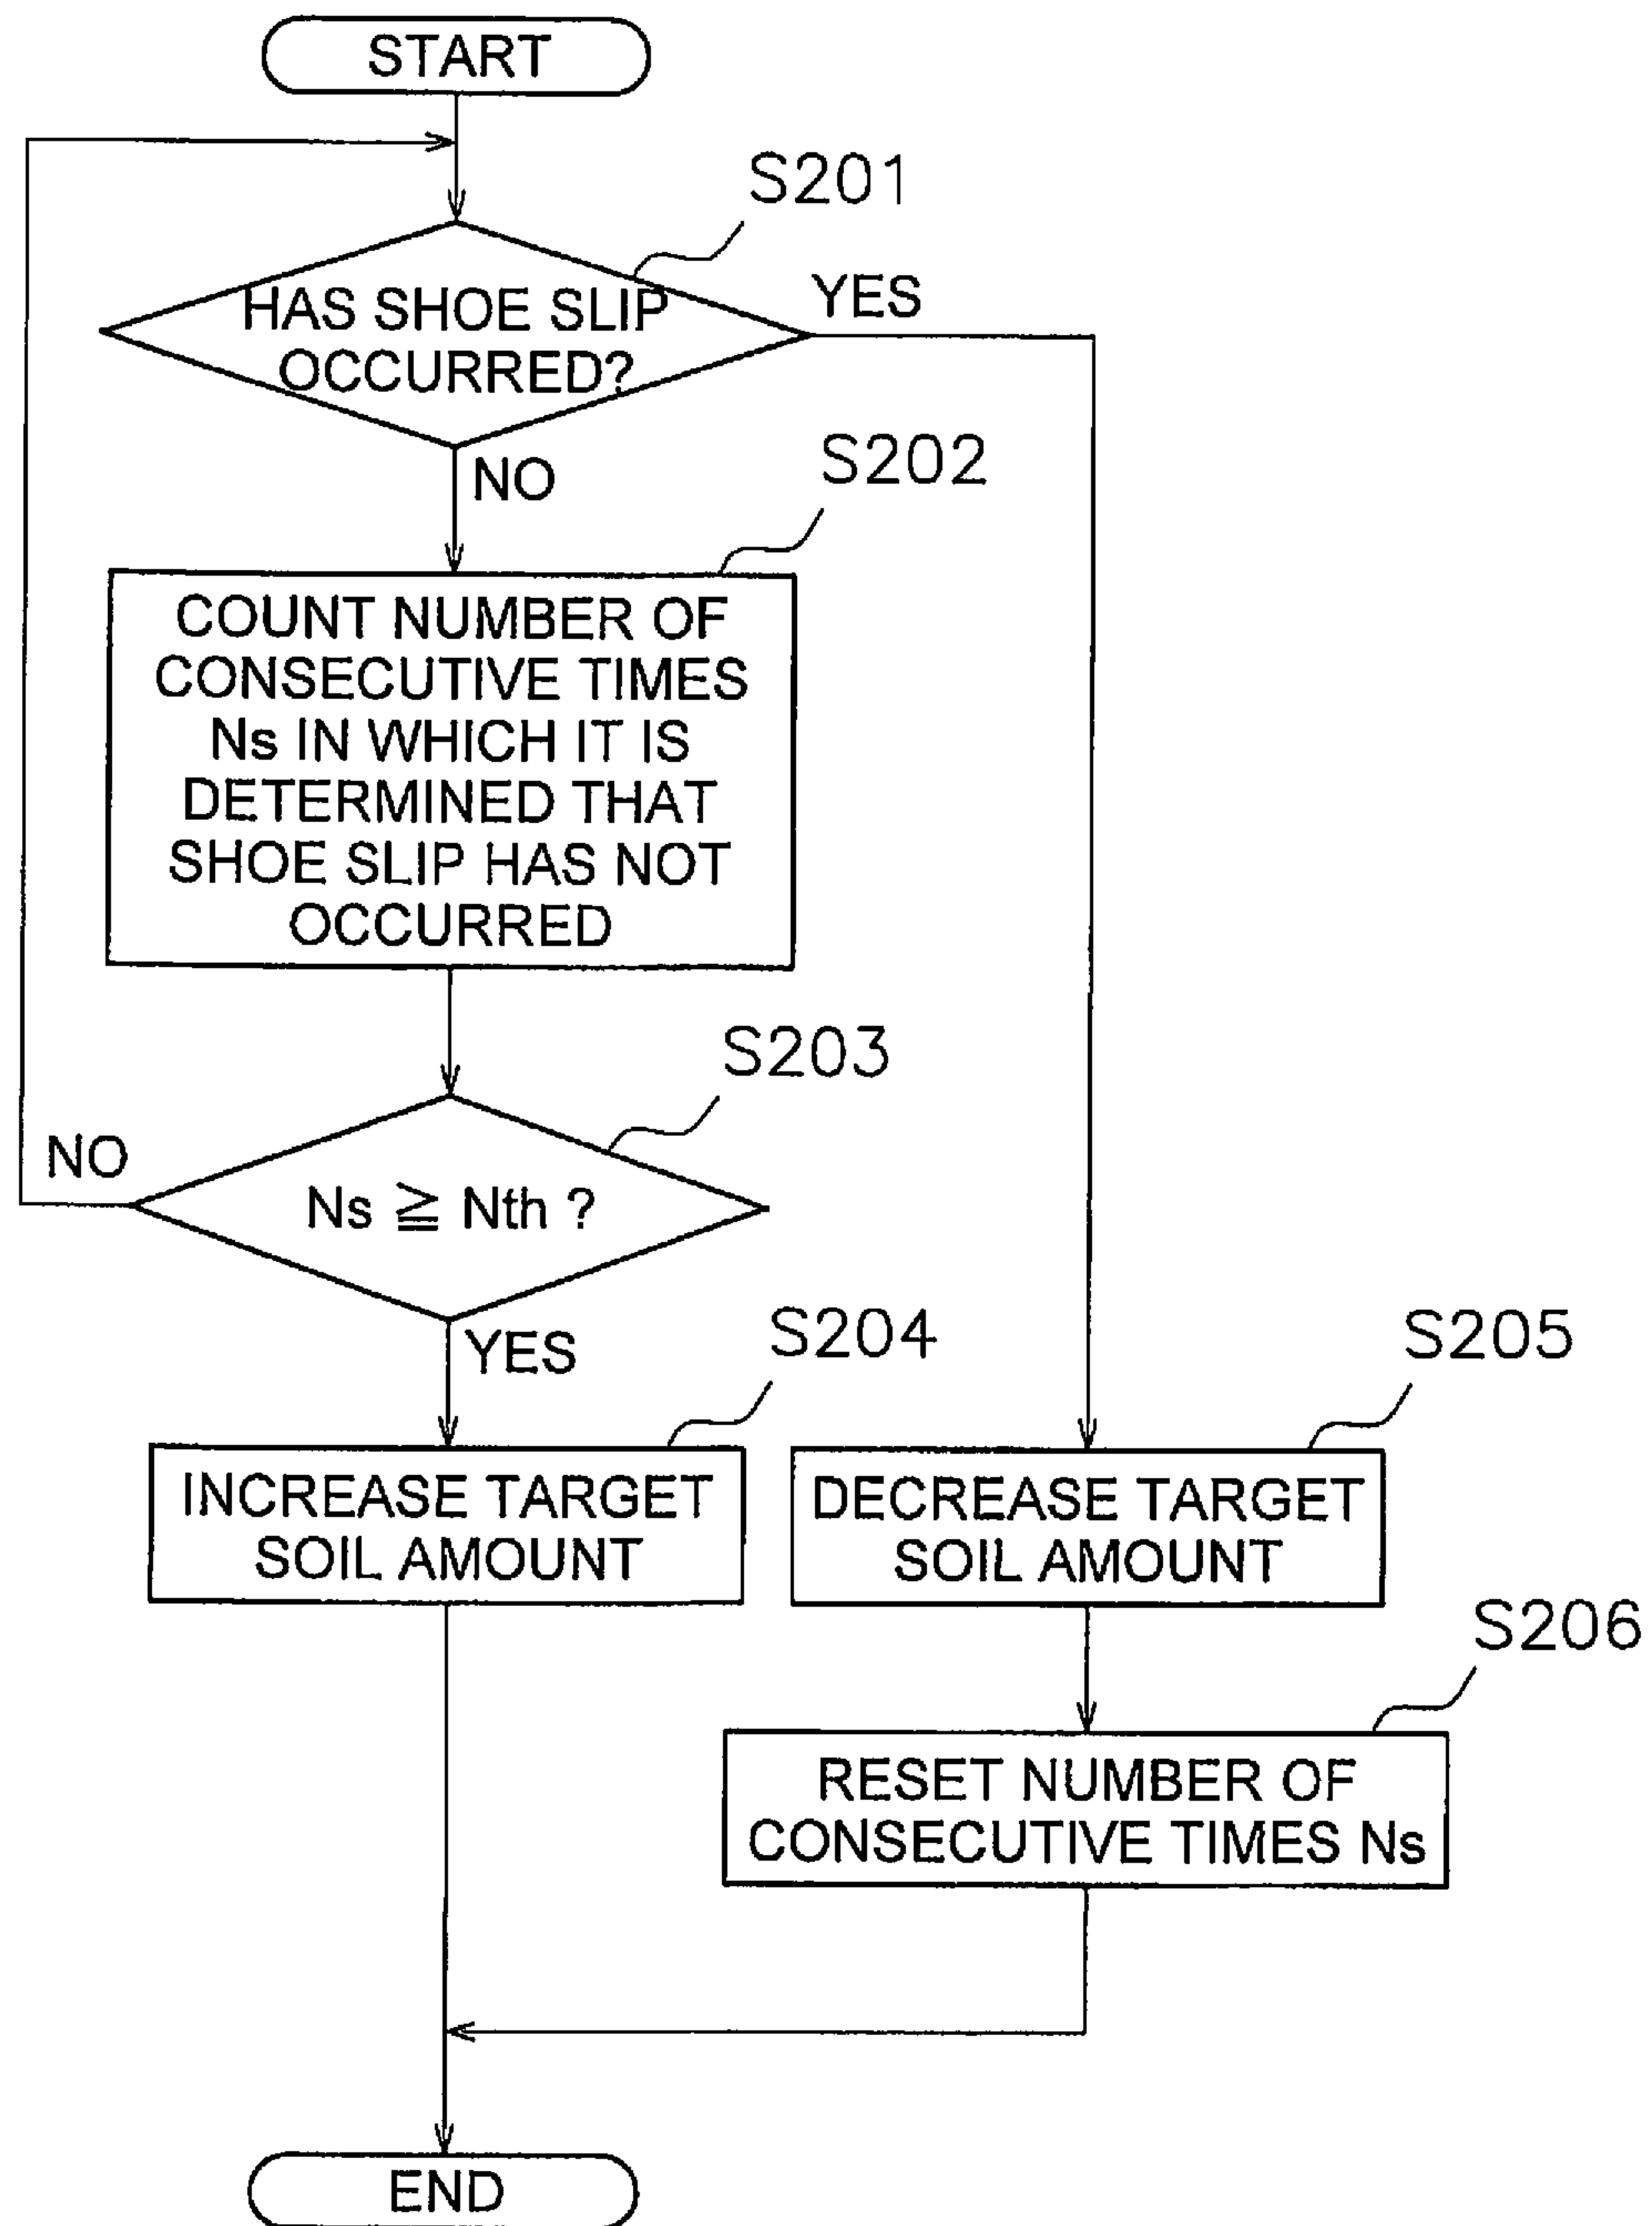 START
S201
HAS SHOE SLIP
OCCURRED?
YES
NO
S202
COUNT NUMBER OF
CONSECUTIVE TIMES
Ns IN WHICH IT IS
DETERMINED THAT
SHOE SLIP HAS NOT
OCCURRED
S203
NO
Ns ≧ Nth ?
YES
S204
INCREASE TARGET
SOIL AMOUNT
S205
DECREASE TARGET
SOIL AMOUNT
S206
RESET NUMBER OF
CONSECUTIVE TIMES Ns
END